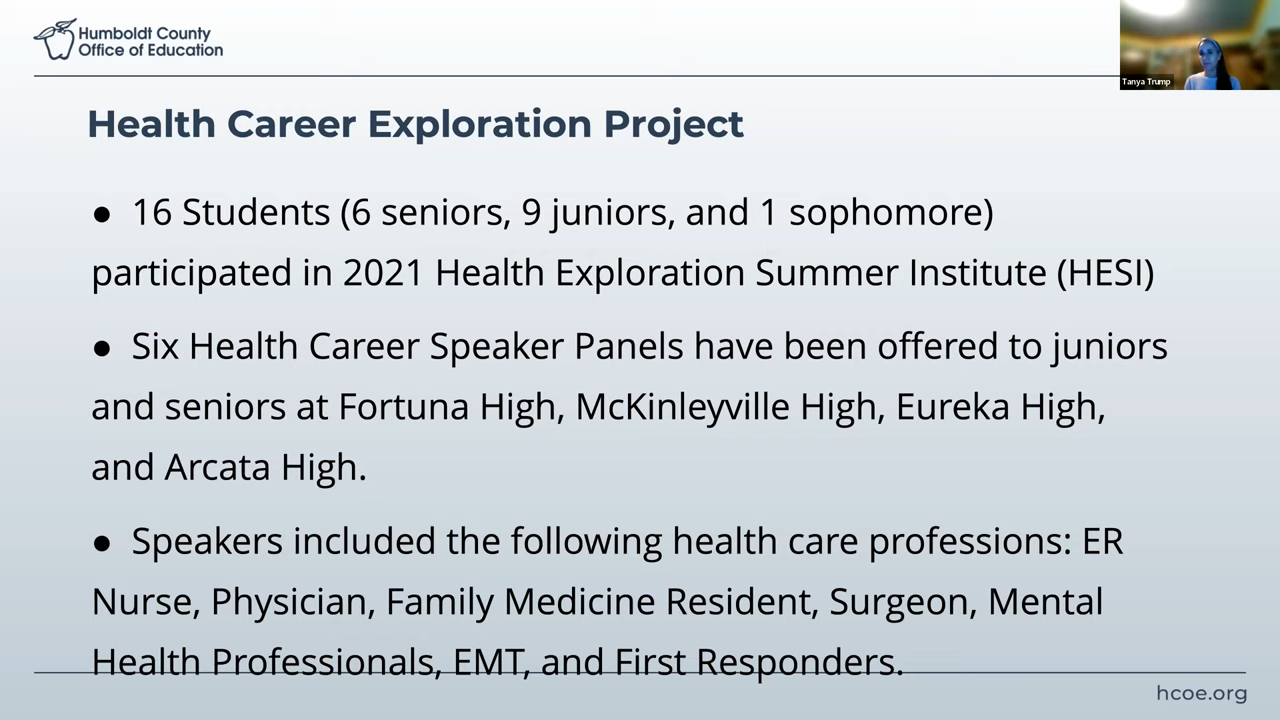 Humboldt County
Office of Education
Tanya Trump
Health Career Exploration Project
● 16 Students (6 seniors, 9 juniors, and 1 sophomore)
participated in 2021 Health Exploration Summer Institute (HESI)
● Six Health Career Speaker Panels have been offered to juniors
and seniors at Fortuna High, McKinleyville High, Eureka High,
and Arcata High.
● Speakers included the following health care professions: ER
Nurse, Physician, Family Medicine Resident, Surgeon, Mental
Health Professionals, EMT, and First Responders.
hcoe.org